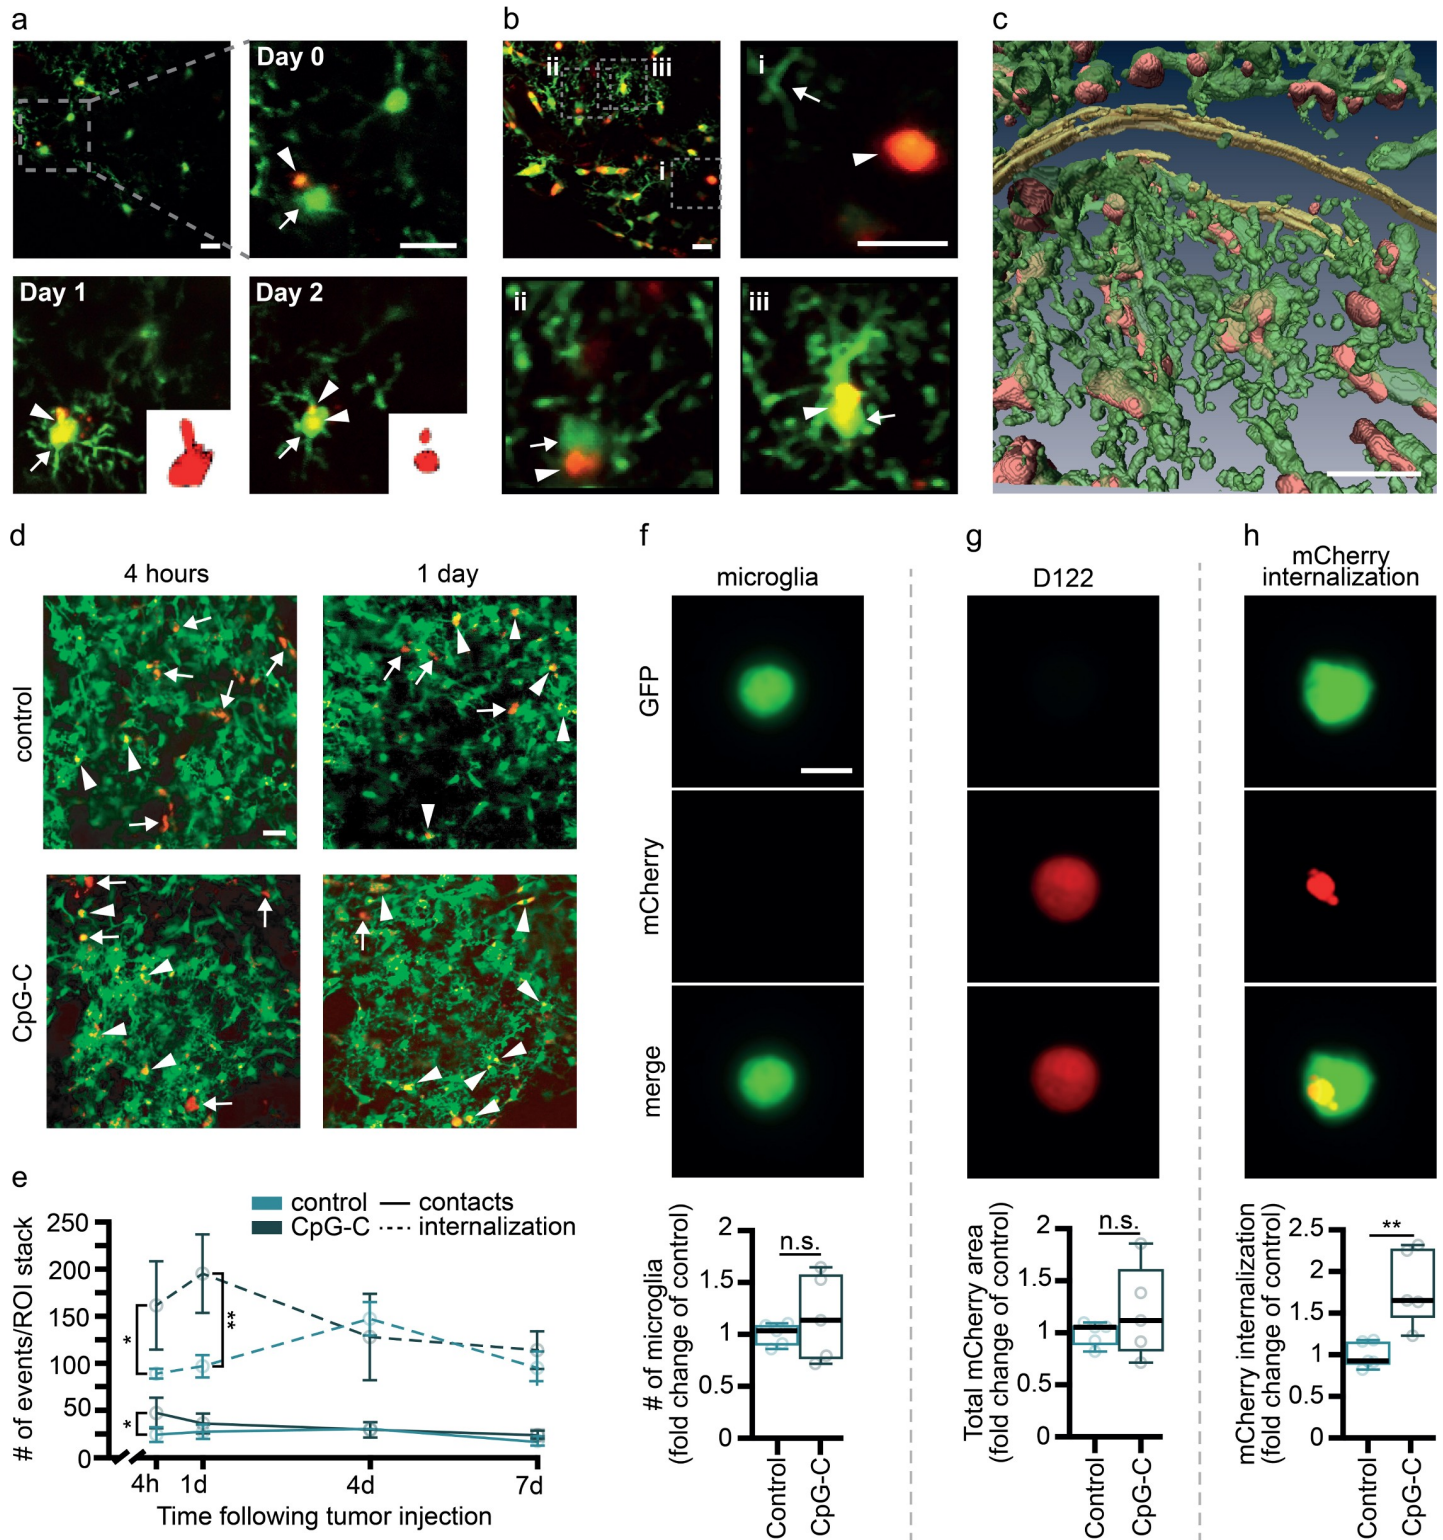 a
b
c
Day 0
ii
iii
i
i
Day 1
Day 2
ii
iii
d
f
g
h
4 hours
1 day
microglia
D122
mCherry
internalization
control
CpG-C
GFP
mCherry
merge
e
control
contacts
CpG-C
internalization
# of events/ROI stack
250
200
150
100
50
0
*
**
*
4h
1d
4d
7d
Time following tumor injection
# of microglia
(fold change of control)
2
1.5
1
0.5
0
n.s.
Control
CpG-C
Total mCherry area
(fold change of control)
2
1.5
1
0.5
0
n.s.
Control
CpG-C
mCherry internalization
(fold change of control)
2.5
2
1.5
1
0.5
0
**
Control
CpG-C